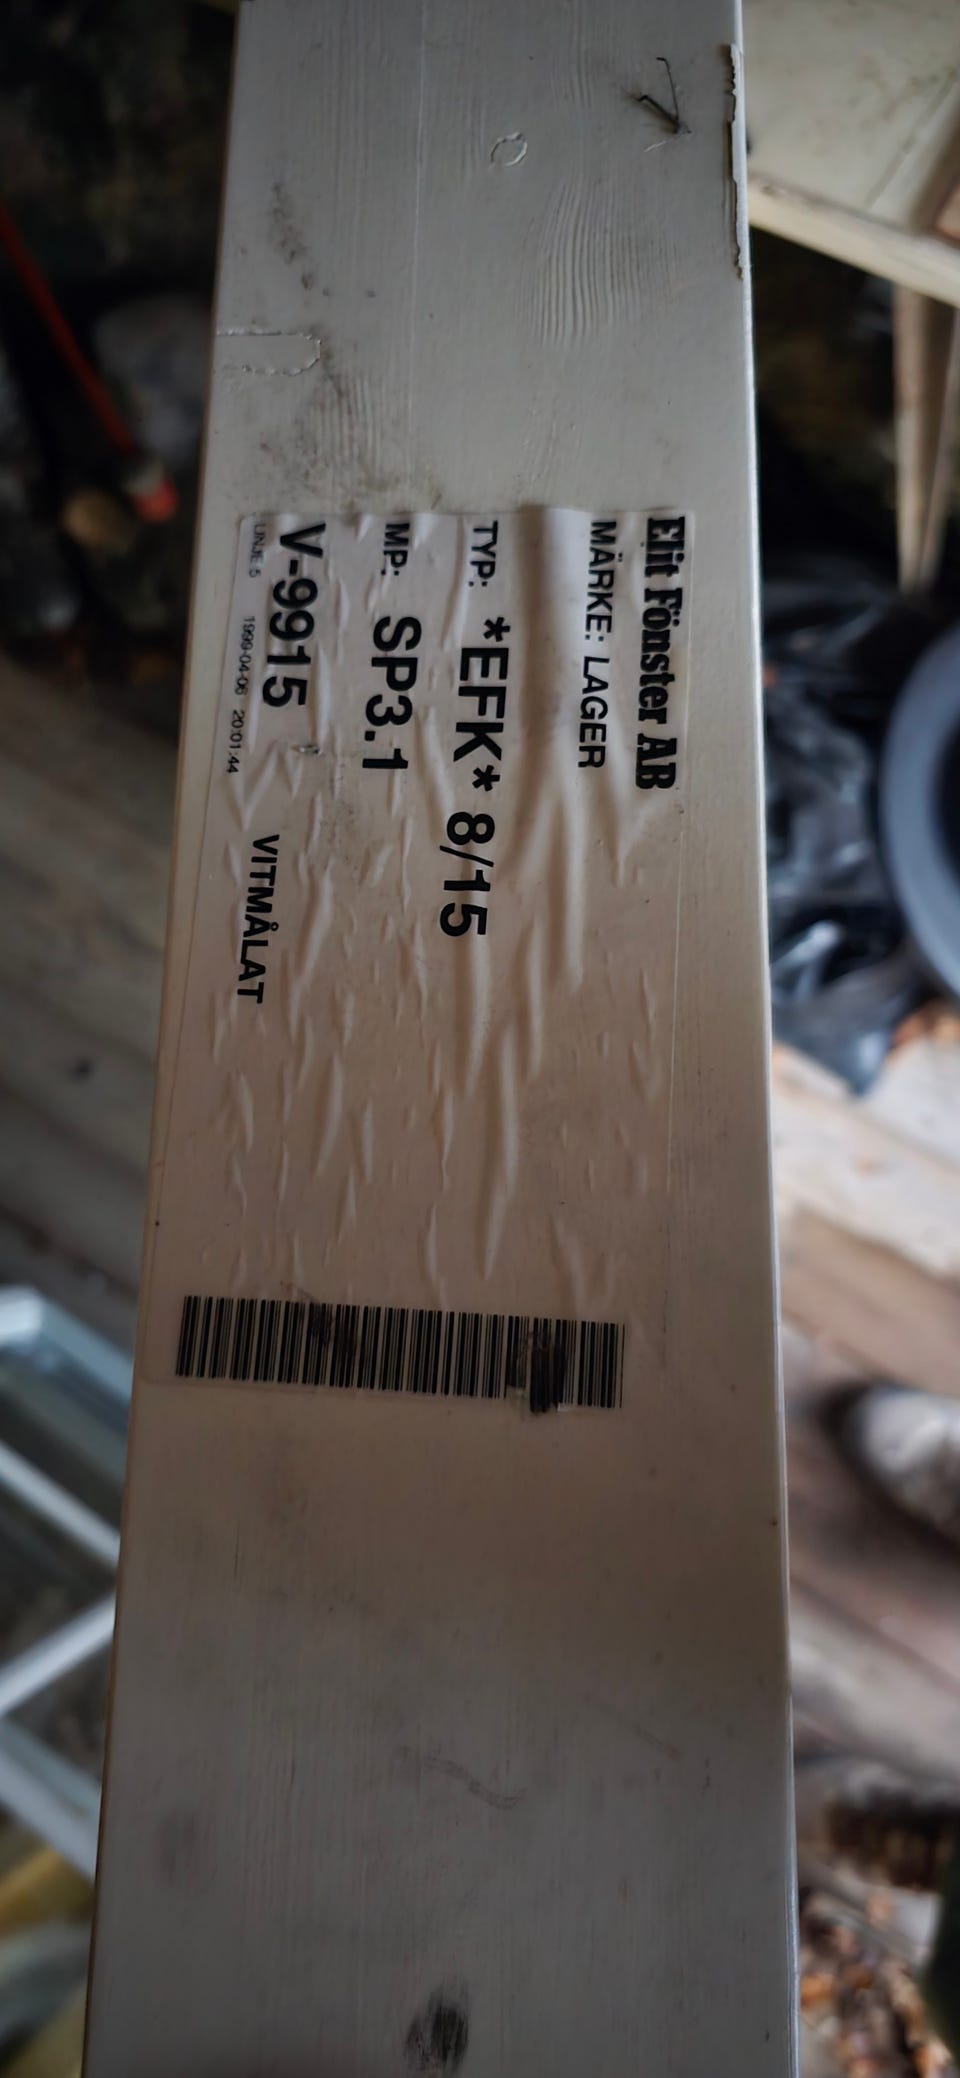 Elit Fönster AB
MÄRKE: LAGER
TYP: *EFK* 8/15
MP: SP3.1
V-9915 VITMÅLAT
LINJE 5 1999-04-06 20:01:44